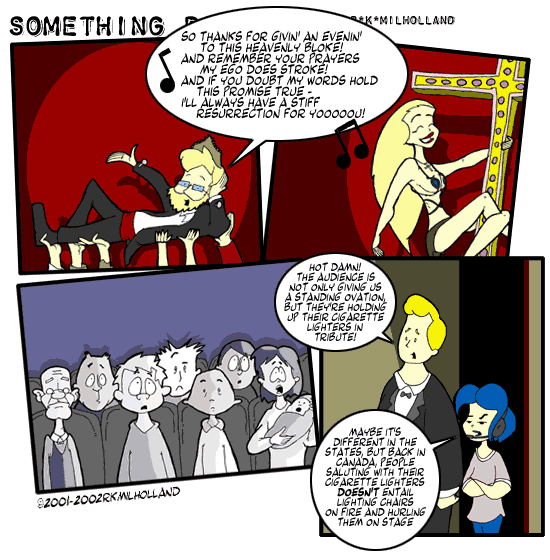 SOMETHING
R*K*MILHOLLAND
SO THANKS FOR GIVIN' AN EVENIN'
TO THIS HEAVENLY BLOKE!
AND REMEMBER YOUR PRAYERS
MY EGO DOES STROKE!
AND IF YOU DOUBT MY WORDS HOLD
THIS PROMISE TRUE -
I'LL ALWAYS HAVE A STIFF
RESURRECTION FOR YOOOOOU!
HOT DAMN!
THE AUDIENCE IS
NOT ONLY GIVING US
A STANDING OVATION,
BUT THEY'RE HOLDING
UP THEIR CIGARETTE
LIGHTERS IN
TRIBUTE!
MAYBE IT'S
DIFFERENT IN THE
STATES, BUT BACK IN
CANADA, PEOPLE
SALUTING WITH THEIR
CIGARETTE LIGHTERS
DOESN'T ENTAIL
LIGHTING CHAIRS
ON FIRE AND HURLING
THEM ON STAGE
©2001-2002R.K.MILHOLLAND